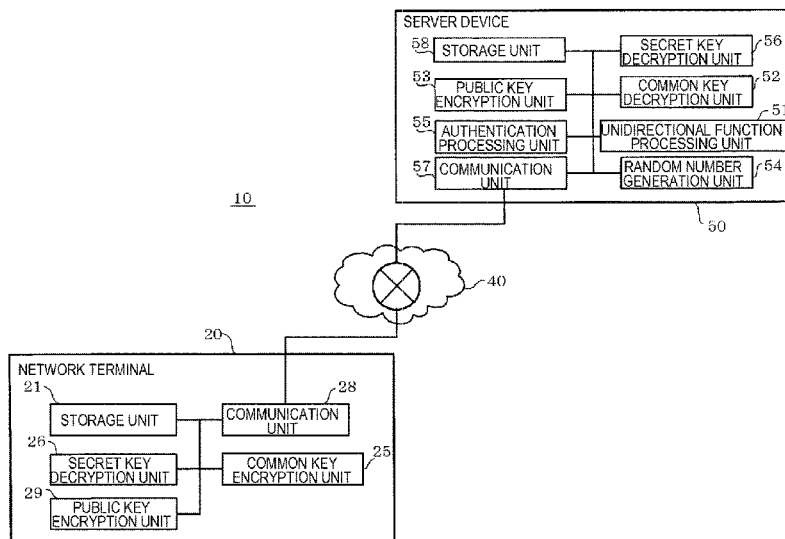 SERVER DEVICE
58
STORAGE UNIT
SECRET KEY
DECRYPTION UNIT
56
53
PUBLIC KEY
ENCRYPTION UNIT
COMMON KEY
DECRYPTION UNIT
52
55
AUTHENTICATION
PROCESSING UNIT
UNIDIRECTIONAL FUNCTION
PROCESSING UNIT
51
57
COMMUNICATION
UNIT
RANDOM NUMBER
GENERATION UNIT
54
10
50
40
20
NETWORK TERMINAL
21
STORAGE UNIT
28
COMMUNICATION
UNIT
26
SECRET KEY
DECRYPTION UNIT
COMMON KEY
ENCRYPTION UNIT
25
29
PUBLIC KEY
ENCRYPTION UNIT